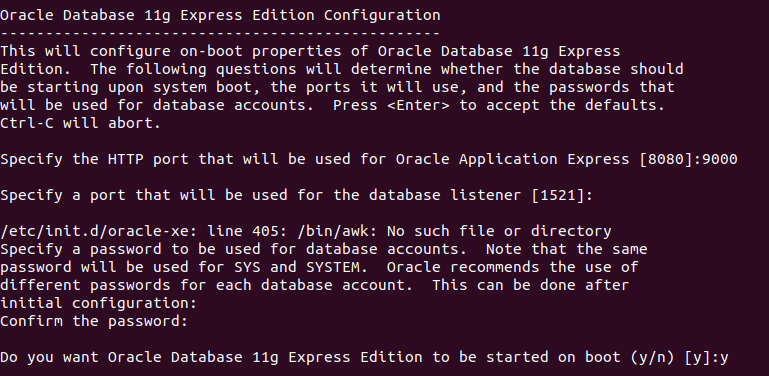 Oracle Database 11g Express Edition Configuration
-------------------------------------------------
This will configure on-boot properties of Oracle Database 11g Express
Edition.  The following questions will determine whether the database should
be starting upon system boot, the ports it will use, and the passwords that
will be used for database accounts.  Press <Enter> to accept the defaults.
Ctrl-C will abort.
Specify the HTTP port that will be used for Oracle Application Express [8080]:9000
Specify a port that will be used for the database listener [1521]:
/etc/init.d/oracle-xe: line 405: /bin/awk: No such file or directory
Specify a password to be used for database accounts.  Note that the same
password will be used for SYS and SYSTEM.  Oracle recommends the use of
different passwords for each database account.  This can be done after
initial configuration:
Confirm the password:
Do you want Oracle Database 11g Express Edition to be started on boot (y/n) [y]:y